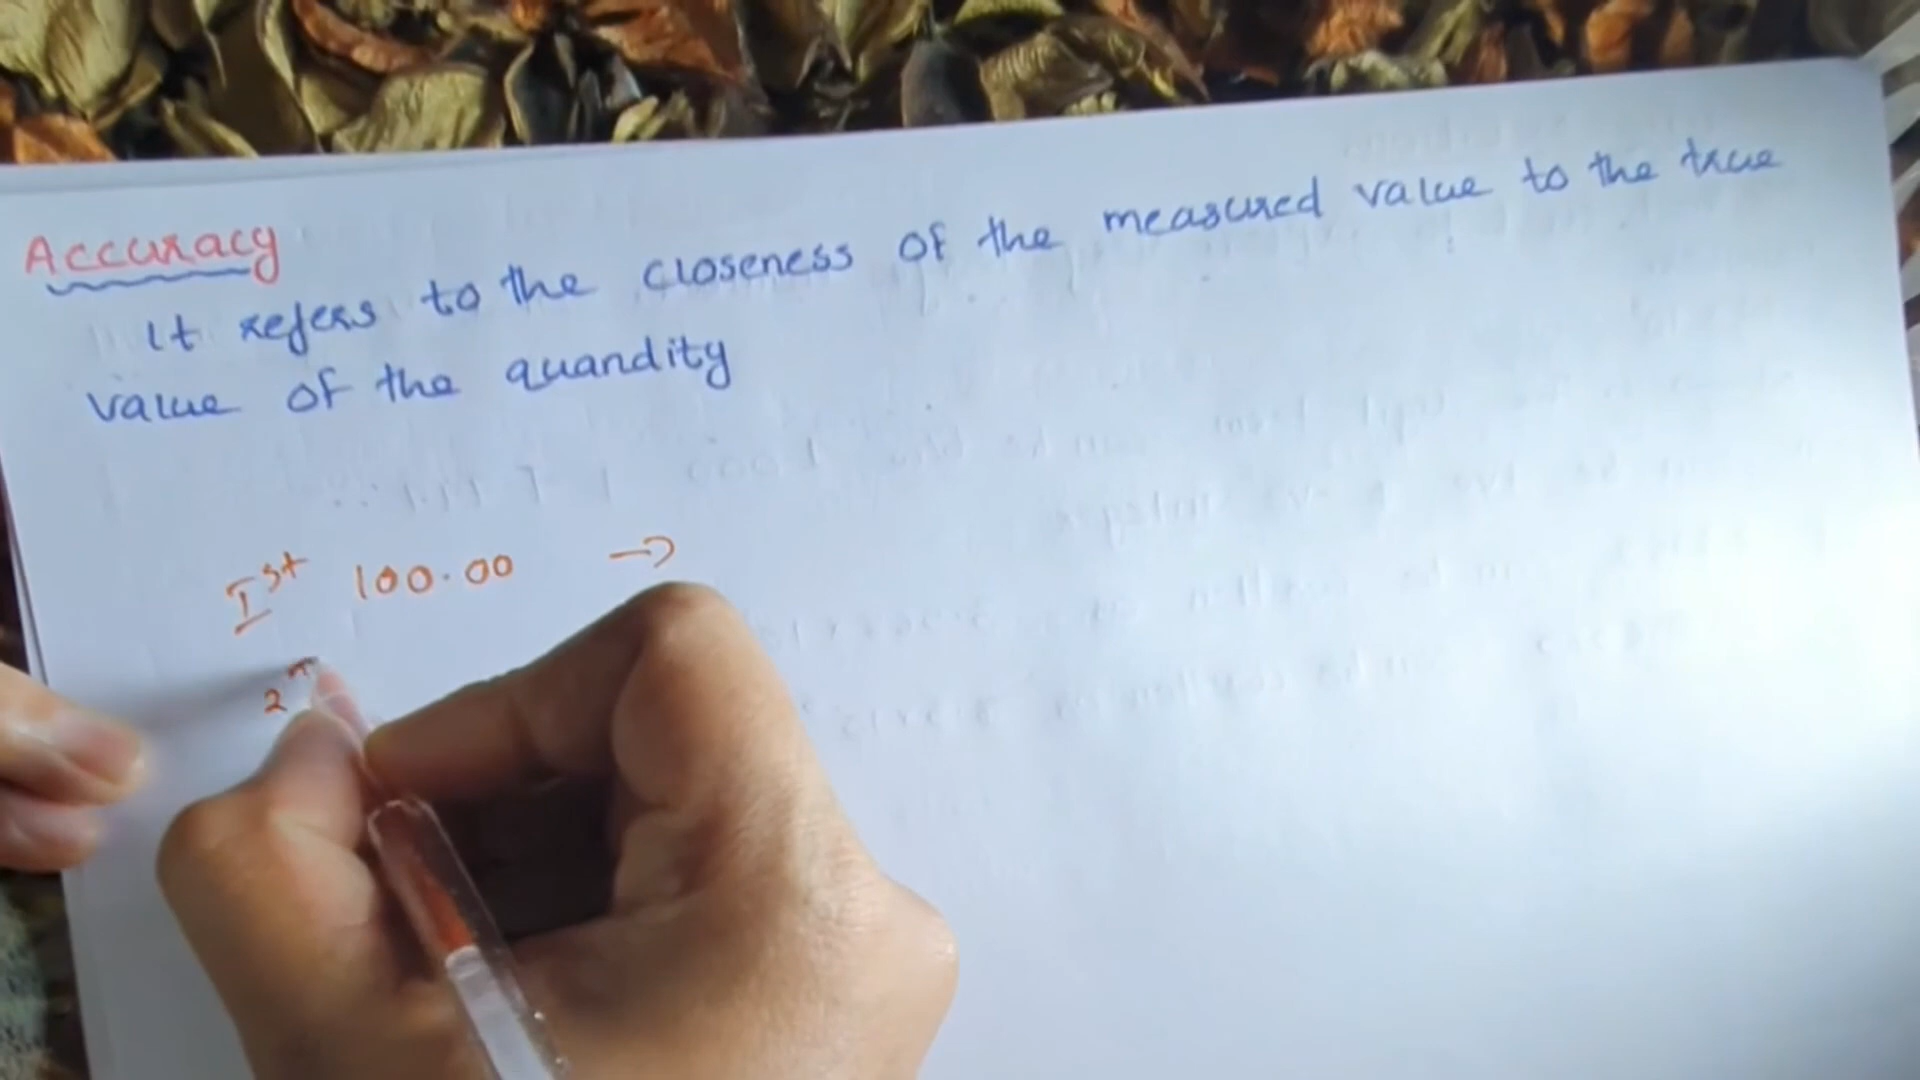 Accuracy
It refers to the closeness of the measured value to the true
value of the quandity
Ist 100.00 →
2